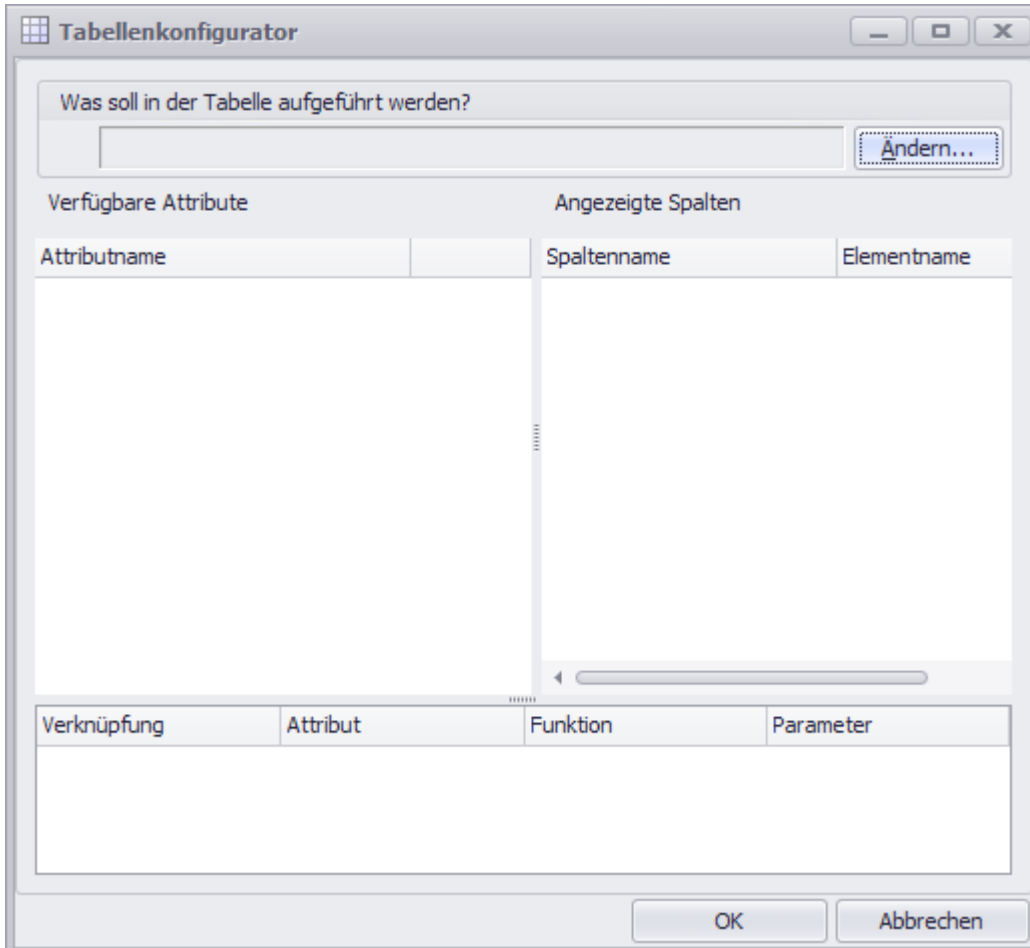 Tabellenkonfigurator
Was soll in der Tabelle aufgeführt werden?
Ändern...
Verfügbare Attribute Angezeigte Spalten
Attributname Spaltenname Elementname
Verknüpfung Attribut Funktion Parameter
OK Abbrechen